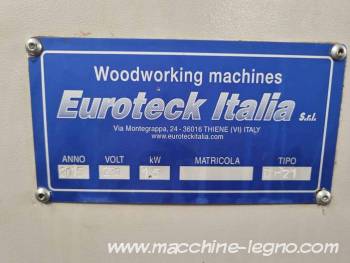 Woodworking machines
Euroteck Italia S.r.l.
Via Montegrappa, 24 - 36016 THIENE (VI) ITALY
www.euroteckitalia.com
ANNO VOLT kW MATRICOLA TIPO
www.macchine-legno.com